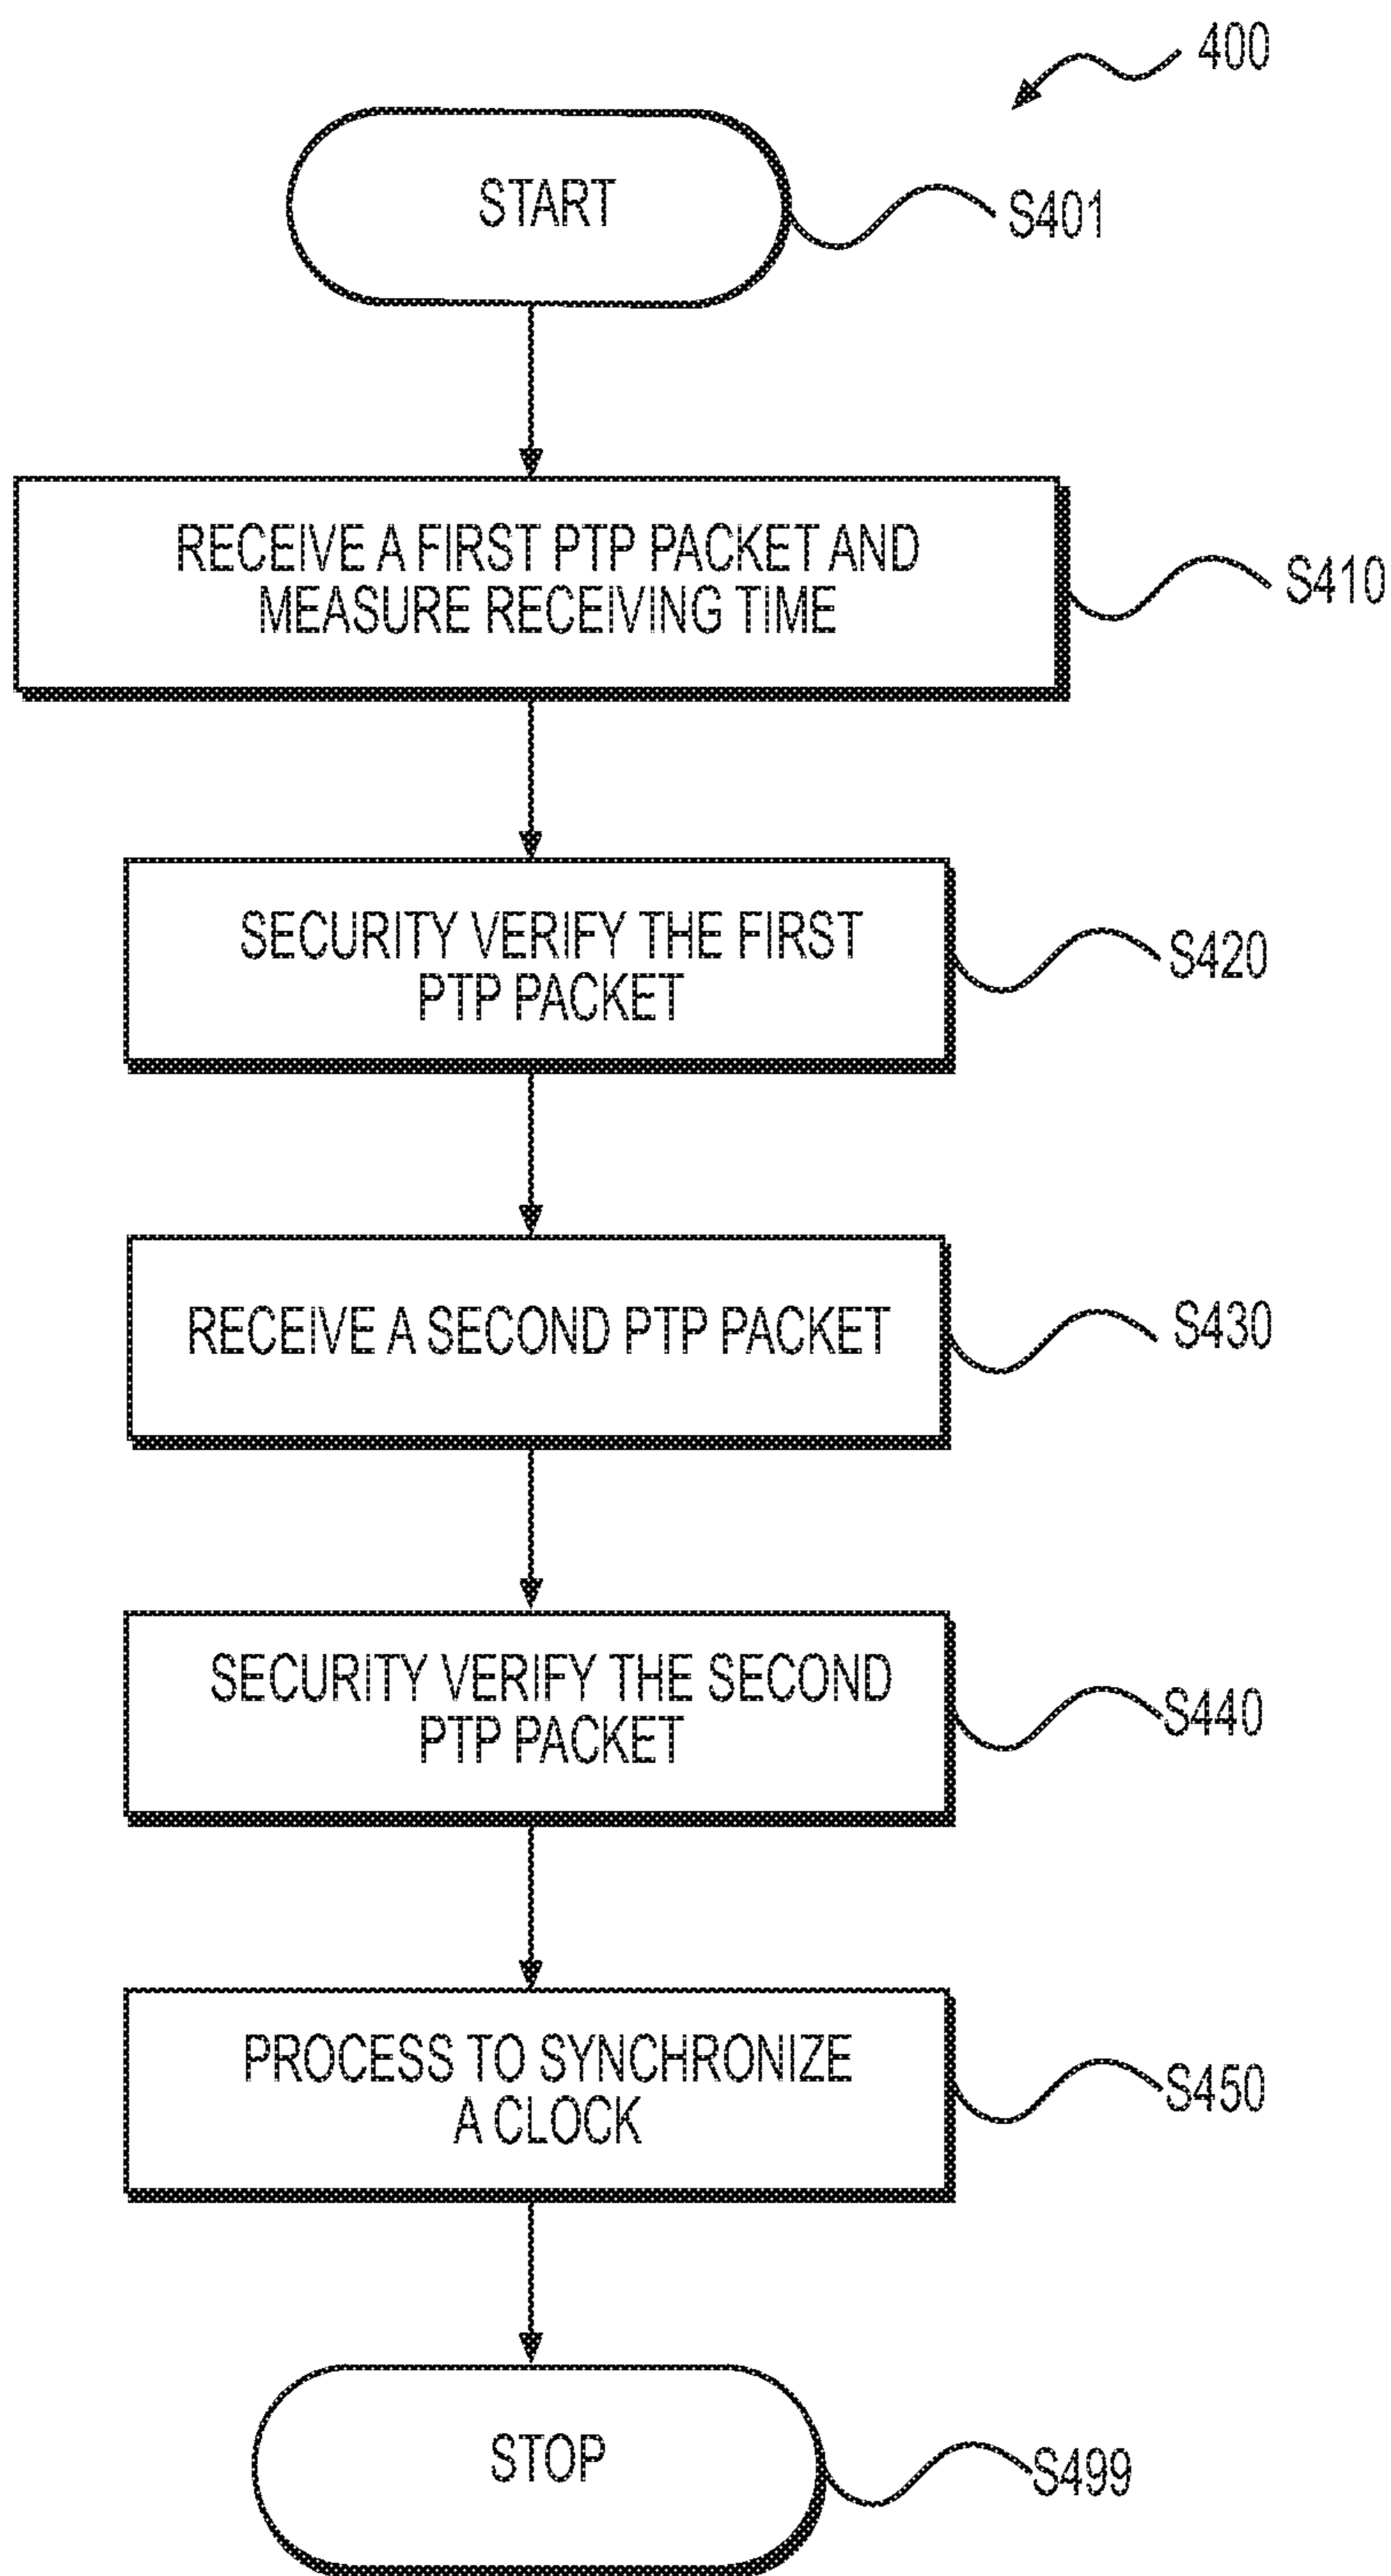 400
START
S401
RECEIVE A FIRST PTP PACKET AND
MEASURE RECEIVING TIME
S410
SECURITY VERIFY THE FIRST
PTP PACKET
S420
RECEIVE A SECOND PTP PACKET
S430
SECURITY VERIFY THE SECOND
PTP PACKET
S440
PROCESS TO SYNCHRONIZE
A CLOCK
S450
STOP
S499